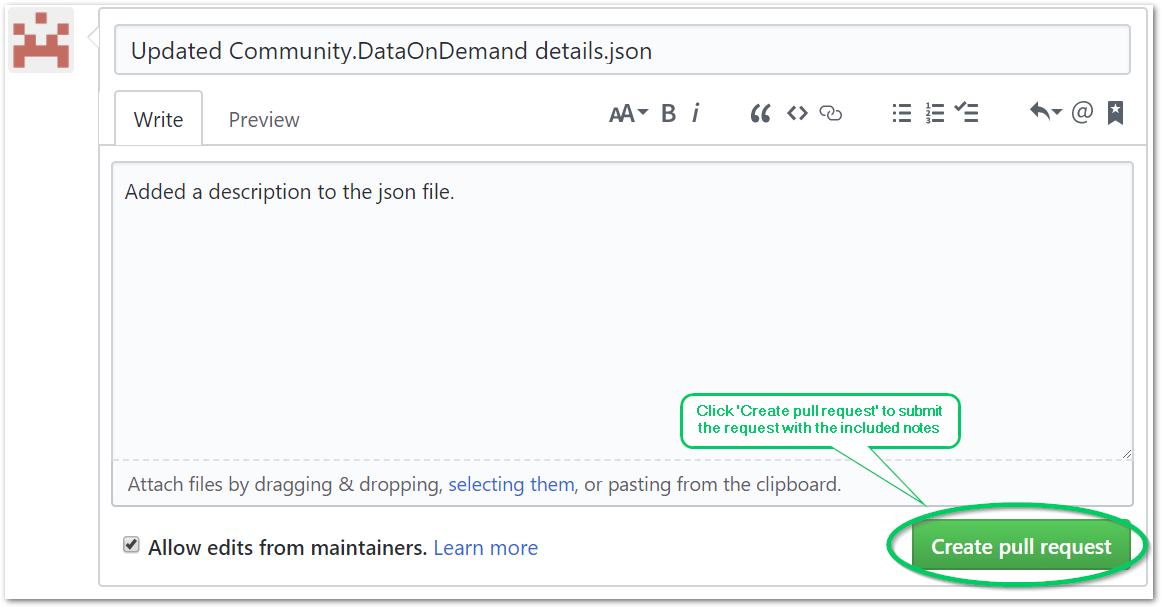 Updated Community.DataOnDemand details.json
Write Preview AA B i @
Added a description to the json file.
Click 'Create pull request' to submit
the request with the included notes
Attach files by dragging & dropping, selecting them, or pasting from the clipboard.
Allow edits from maintainers. Learn more
Create pull request